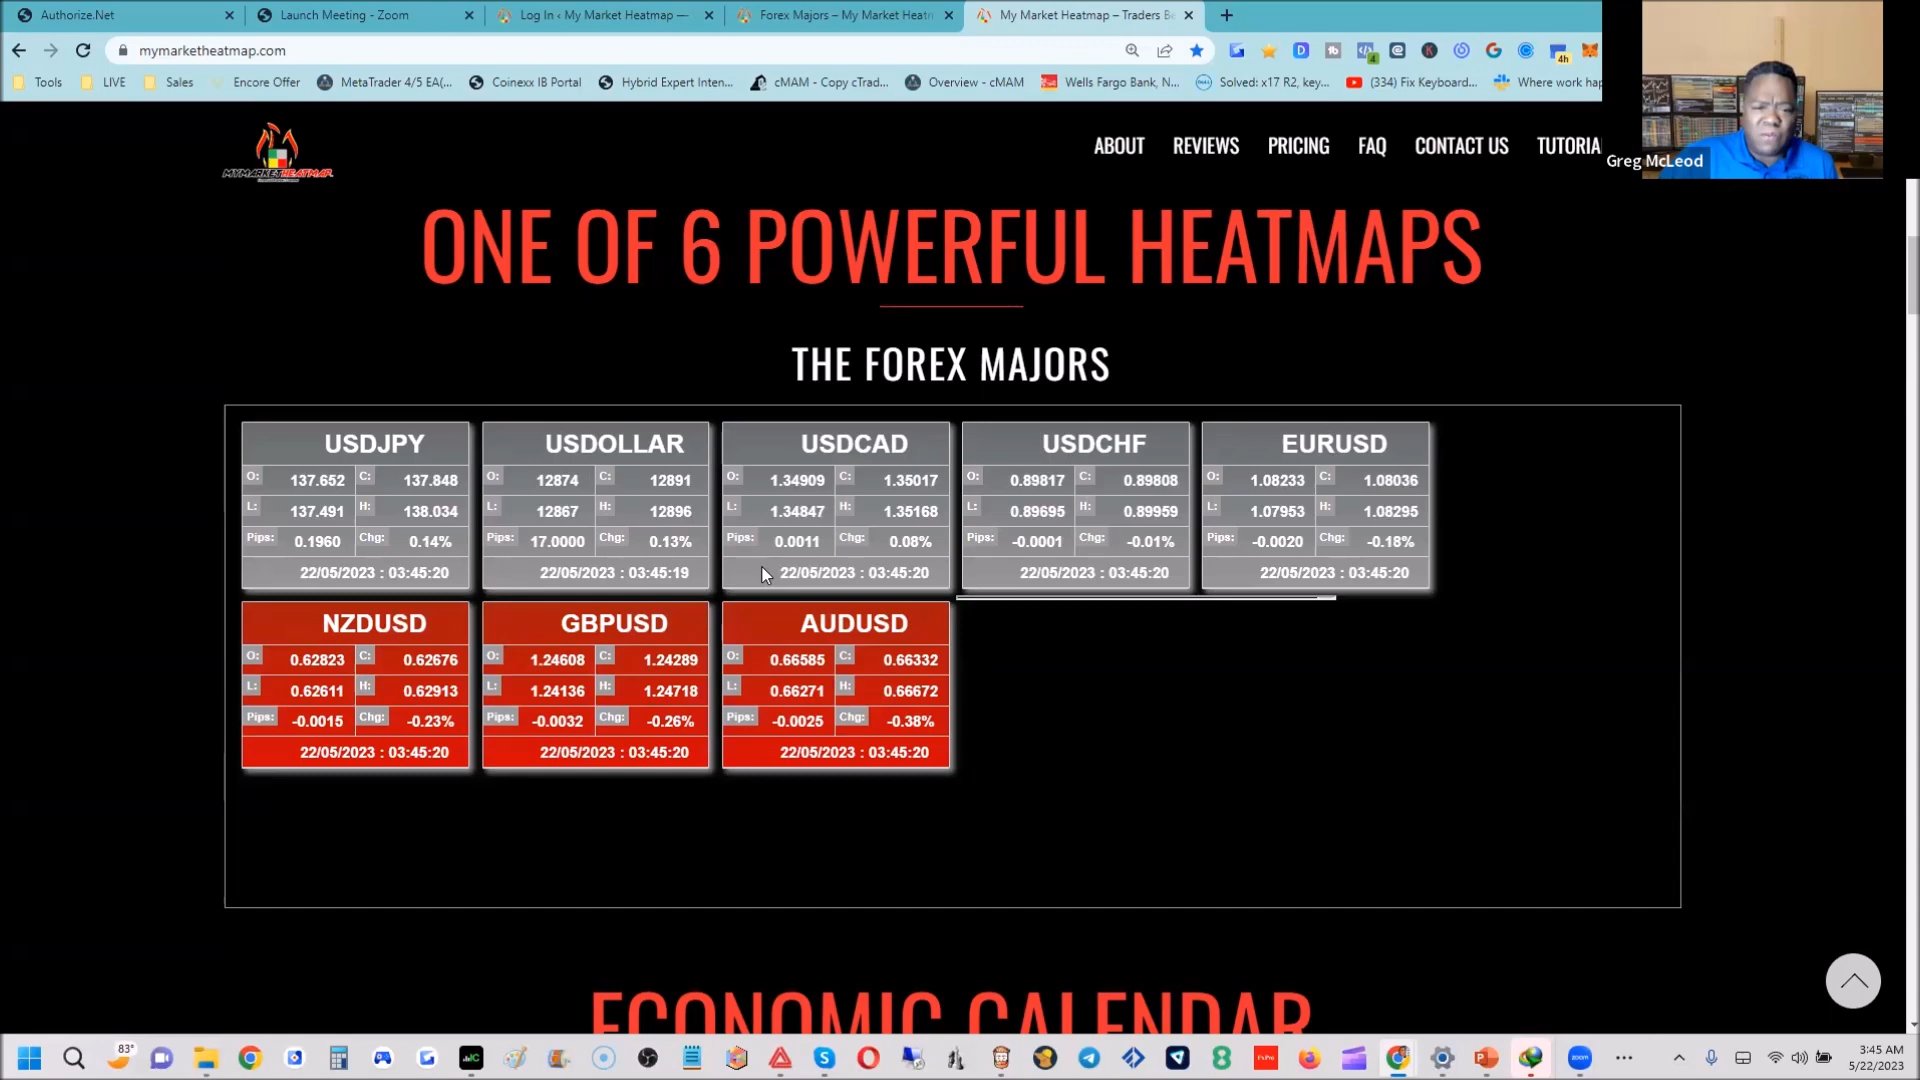 Authorize.Net
Launch Meeting - Zoom
Log In ‹ My Market Heatmap —
Forex Majors – My Market Heatm
My Market Heatmap – Traders Be
mymarketheatmap.com
Tools
LIVE
Sales
Encore Offer
MetaTrader 4/5 EA(...
Coinexx IB Portal
Hybrid Expert Inten...
cMAM - Copy cTrad...
Overview - cMAM
Wells Fargo Bank, N...
Solved: x17 R2, key...
(334) Fix Keyboard...
Where work hap
Greg McLeod
MYMARKETHEATMAP
ABOUT
REVIEWS
PRICING
FAQ
CONTACT US
TUTORIA
ONE OF 6 POWERFUL HEATMAPS
THE FOREX MAJORS
USDJPY
O: 137.652 C: 137.848
L: 137.491 H: 138.034
Pips: 0.1960 Chg: 0.14%
22/05/2023 : 03:45:20
USDOLLAR
O: 12874 C: 12891
L: 12867 H: 12896
Pips: 17.0000 Chg: 0.13%
22/05/2023 : 03:45:19
USDCAD
O: 1.34909 C: 1.35017
L: 1.34847 H: 1.35168
Pips: 0.0011 Chg: 0.08%
22/05/2023 : 03:45:20
USDCHF
O: 0.89817 C: 0.89808
L: 0.89695 H: 0.89959
Pips: -0.0001 Chg: -0.01%
22/05/2023 : 03:45:20
EURUSD
O: 1.08233 C: 1.08036
L: 1.07953 H: 1.08295
Pips: -0.0020 Chg: -0.18%
22/05/2023 : 03:45:20
NZDUSD
O: 0.62823 C: 0.62676
L: 0.62611 H: 0.62913
Pips: -0.0015 Chg: -0.23%
22/05/2023 : 03:45:20
GBPUSD
O: 1.24608 C: 1.24289
L: 1.24136 H: 1.24718
Pips: -0.0032 Chg: -0.26%
22/05/2023 : 03:45:20
AUDUSD
O: 0.66585 C: 0.66332
L: 0.66271 H: 0.66672
Pips: -0.0025 Chg: -0.38%
22/05/2023 : 03:45:20
ECONOMIC CALENDAR
83°
3:45 AM
5/22/2023